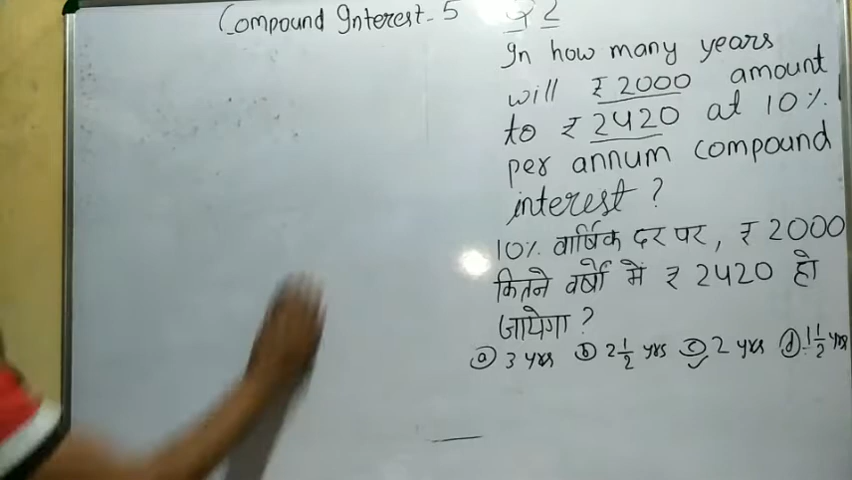 Compound Interest-5
Q 2
In how many years
will ₹ 2000 amount
to ₹ 2420 at 10%
per annum compound
interest ?
10% वार्षिक दर पर, ₹ 2000
कितने वर्षों में ₹ 2420 हो
जायेगा ?
(a) 3 yrs (b) 2 1/2 yrs (c) 2 yrs (d) 1 1/2 yrs